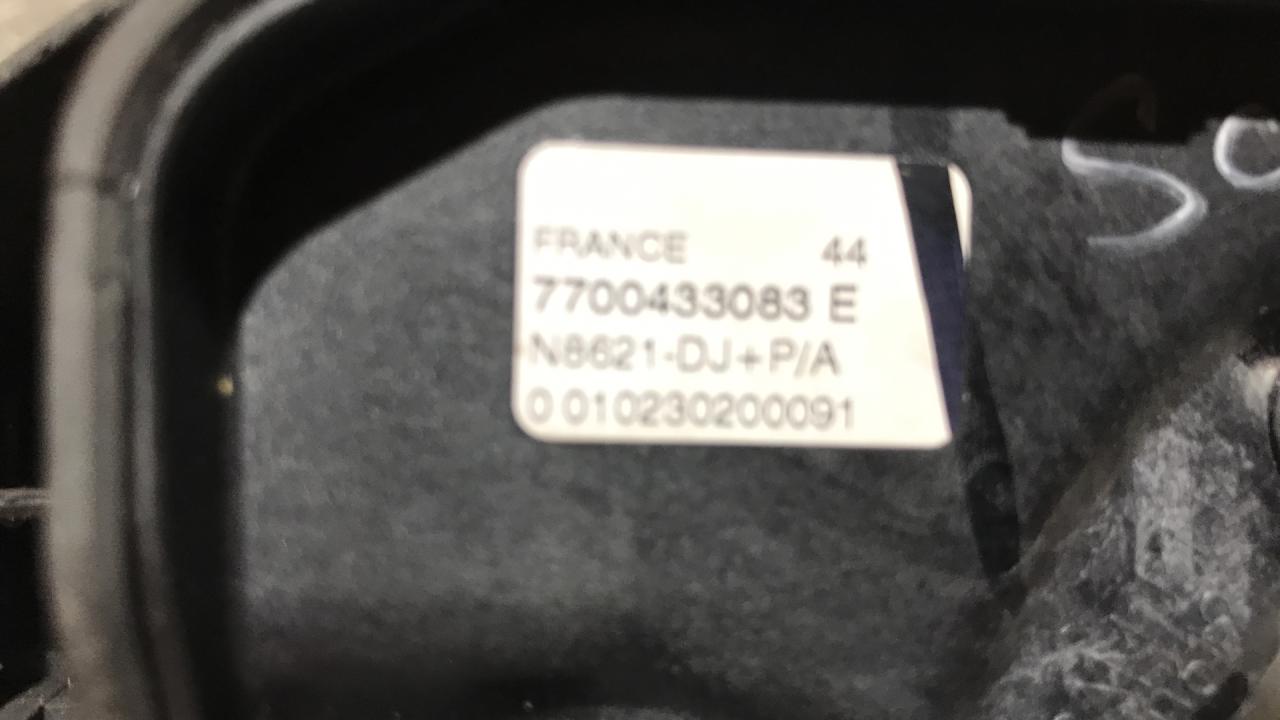 FRANCE 44
7700433083 E
N8621-DJ+P/A
0 010230200091